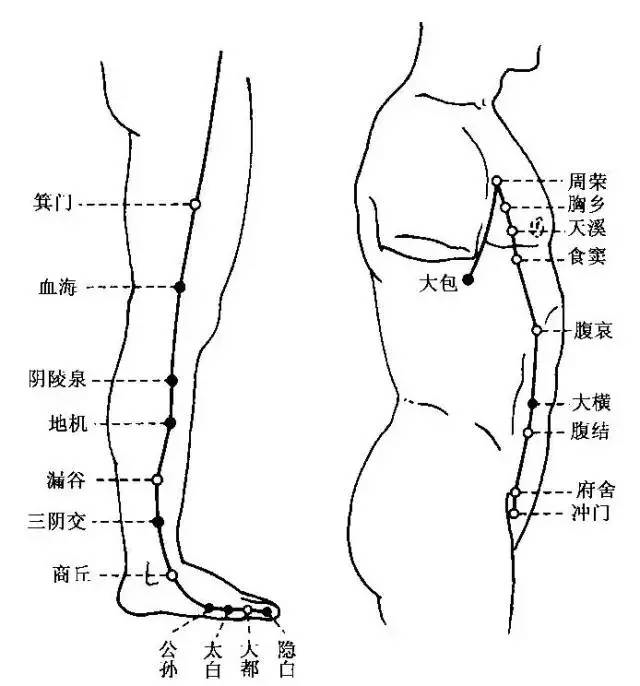 箕门
血海
阴陵泉
地机
漏谷
三阴交
商丘
公孙
太白
大都
隐白
周荣
胸乡
天溪
食窦
大包
腹哀
大横
腹结
府舍
冲门